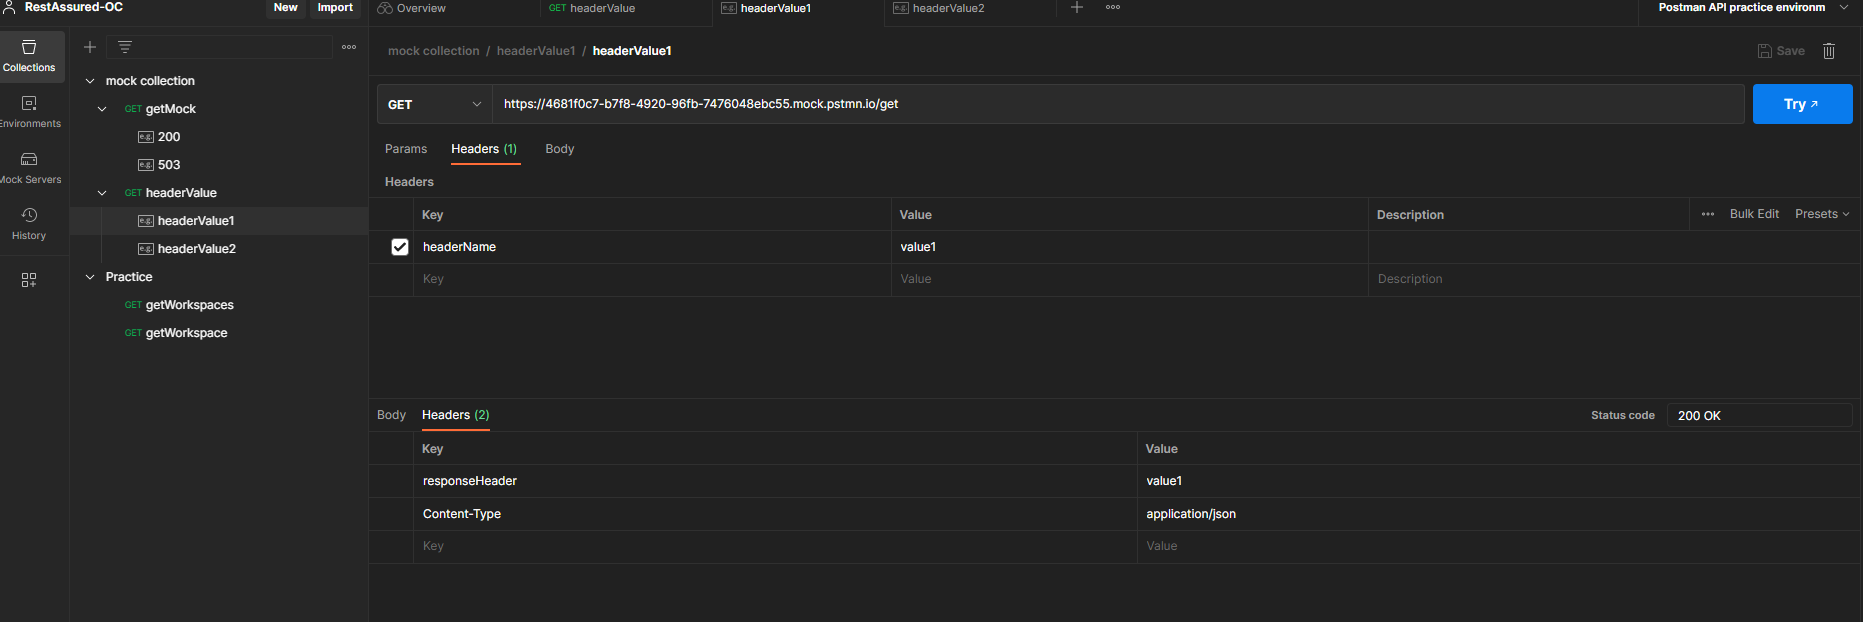 RestAssured-OC
New
Import
Overview
GET headerValue
e.g. headerValue1
e.g. headerValue2
Postman API practice environm
Collections
Environments
Mock Servers
History
mock collection
GET getMock
e.g. 200
e.g. 503
GET headerValue
e.g. headerValue1
e.g. headerValue2
Practice
GET getWorkspaces
GET getWorkspace
mock collection / headerValue1 / headerValue1
Save
GET
https://4681f0c7-b7f8-4920-96fb-7476048ebc55.mock.pstmn.io/get
Try
Params Headers (1) Body
Headers
Key Value Description Bulk Edit Presets
headerName value1
Key Value Description
Body Headers (2)
Status code 200 OK
Key Value
responseHeader value1
Content-Type application/json
Key Value